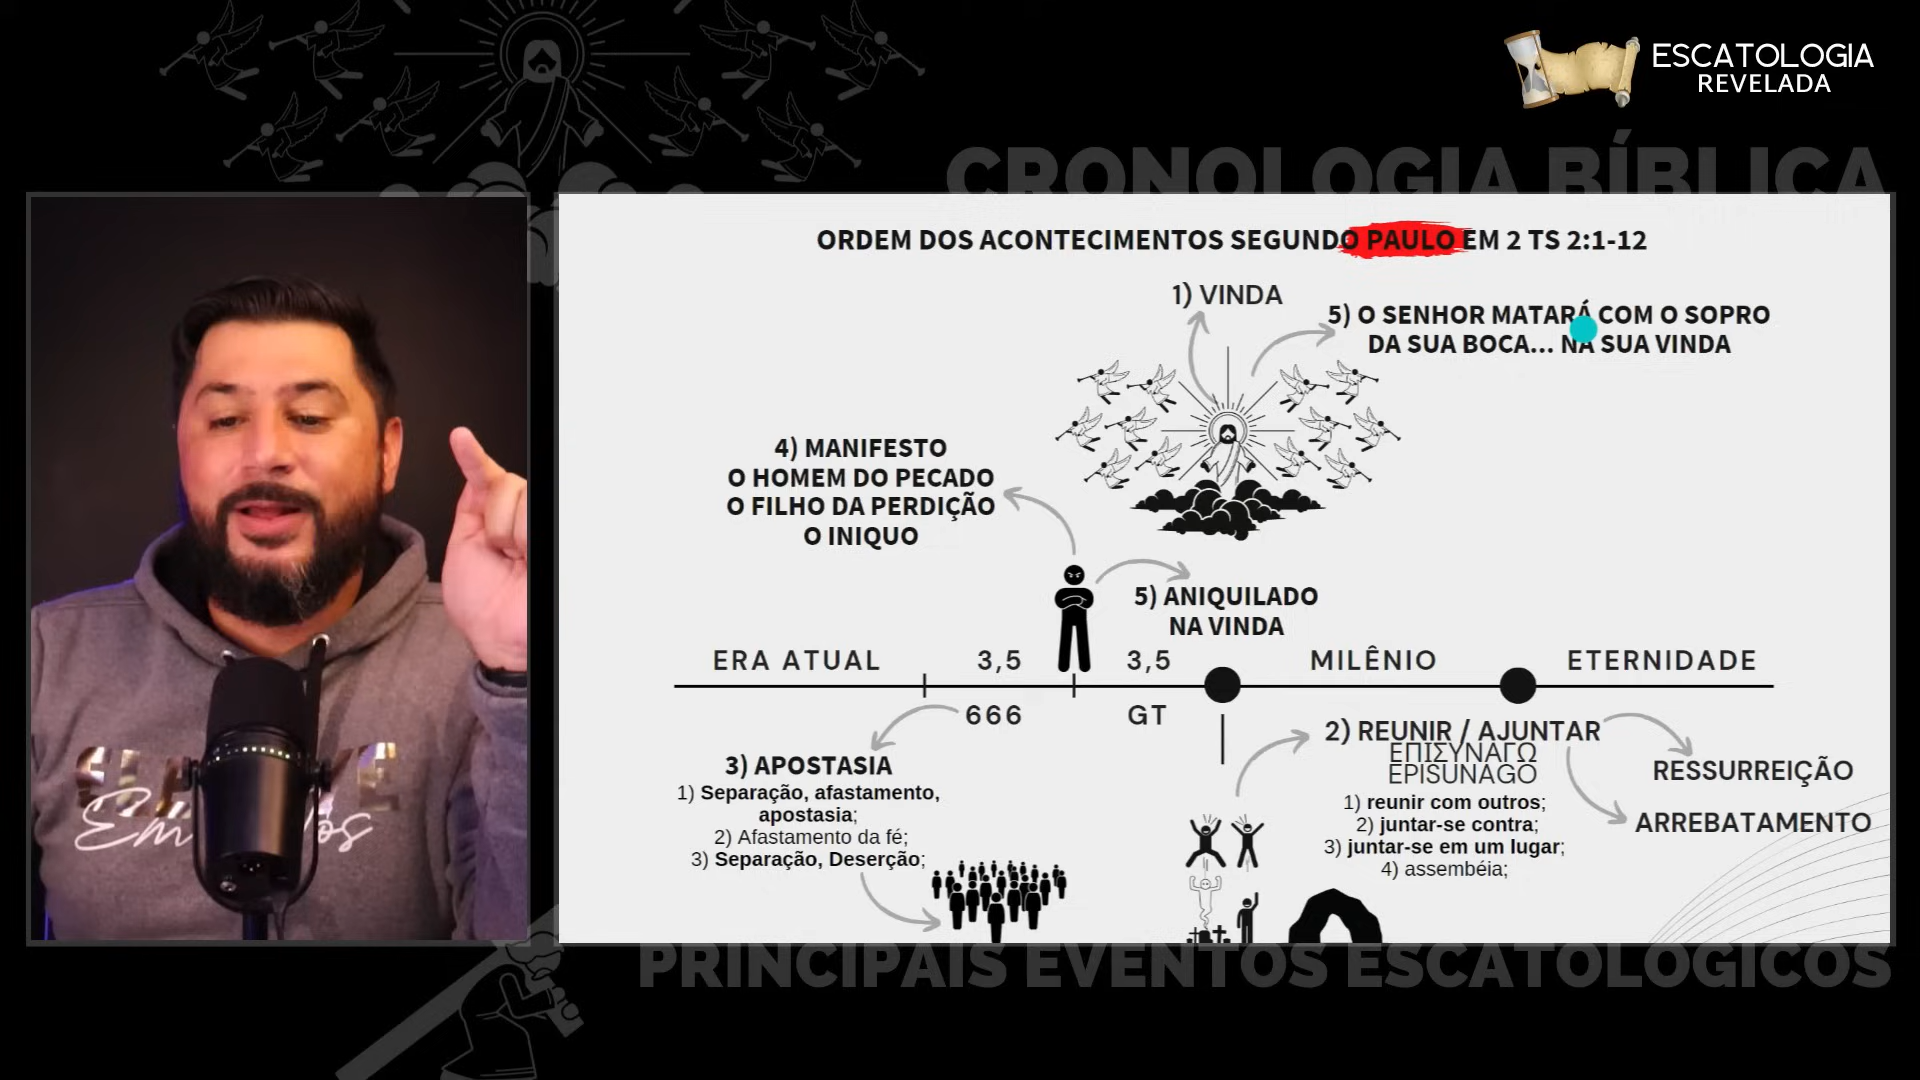 ESCATOLOGIA
REVELADA
CRONOLOGIA BÍBLICA
ORDEM DOS ACONTECIMENTOS SEGUNDO PAULO EM 2 TS 2:1-12
1) VINDA
5) O SENHOR MATARÁ COM O SOPRO
DA SUA BOCA... NA SUA VINDA
4) MANIFESTO
O HOMEM DO PECADO
O FILHO DA PERDIÇÃO
O INIQUO
5) ANIQUILADO
NA VINDA
ERA ATUAL
3,5
3,5
MILÊNIO
ETERNIDADE
666
GT
3) APOSTASIA
1) Separação, afastamento,
apostasia;
2) Afastamento da fé;
3) Separação, Deserção;
2) REUNIR / AJUNTAR
ΕΠΙΣΥΝΑΓΩ
EPISUNAGO
1) reunir com outros;
2) juntar-se contra;
3) juntar-se em um lugar;
4) assembéia;
RESSURREIÇÃO
ARREBATAMENTO
PRINCIPAIS EVENTOS ESCATOLOGICOS